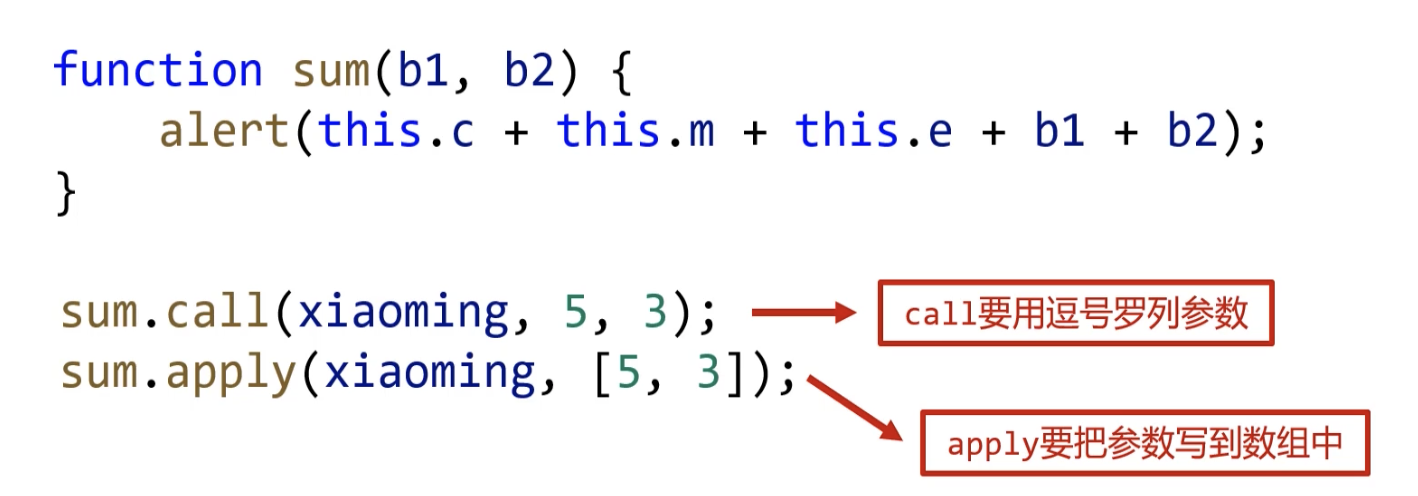 function sum(b1, b2) {
    alert(this.c + this.m + this.e + b1 + b2);
}
sum.call(xiaoming, 5, 3);
call要用逗号罗列参数
sum.apply(xiaoming, [5, 3]);
apply要把参数写到数组中